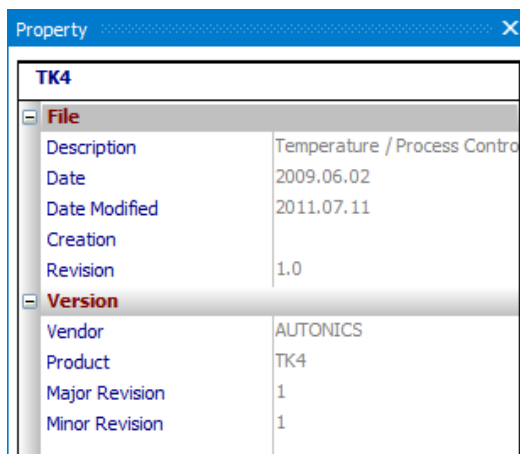 Property
TK4
File
Description Temperature / Process Contro
Date 2009.06.02
Date Modified 2011.07.11
Creation
Revision 1.0
Version
Vendor AUTONICS
Product TK4
Major Revision 1
Minor Revision 1